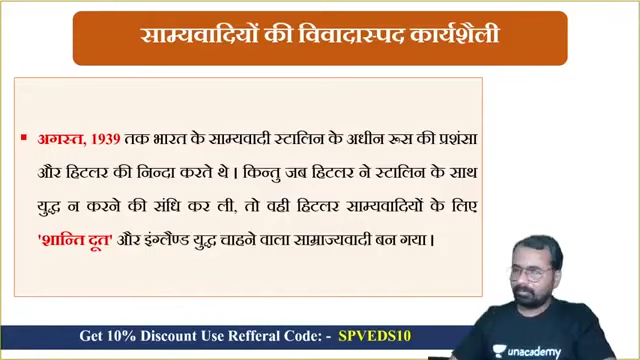 साम्यवादियों की विवादास्पद कार्यशैली
▪ अगस्त, 1939 तक भारत के साम्यवादी स्टालिन के अधीन रूस की प्रशंसा
और हिटलर की निन्दा करते थे। किन्तु जब हिटलर ने स्टालिन के साथ
युद्ध न करने की संधि कर ली, तो वही हिटलर साम्यवादियों के लिए
'शान्ति दूत' और इंग्लैण्ड युद्ध चाहने वाला साम्राज्यवादी बन गया।
Get 10% Discount Use Refferal Code: - SPVEDS10
unacademy